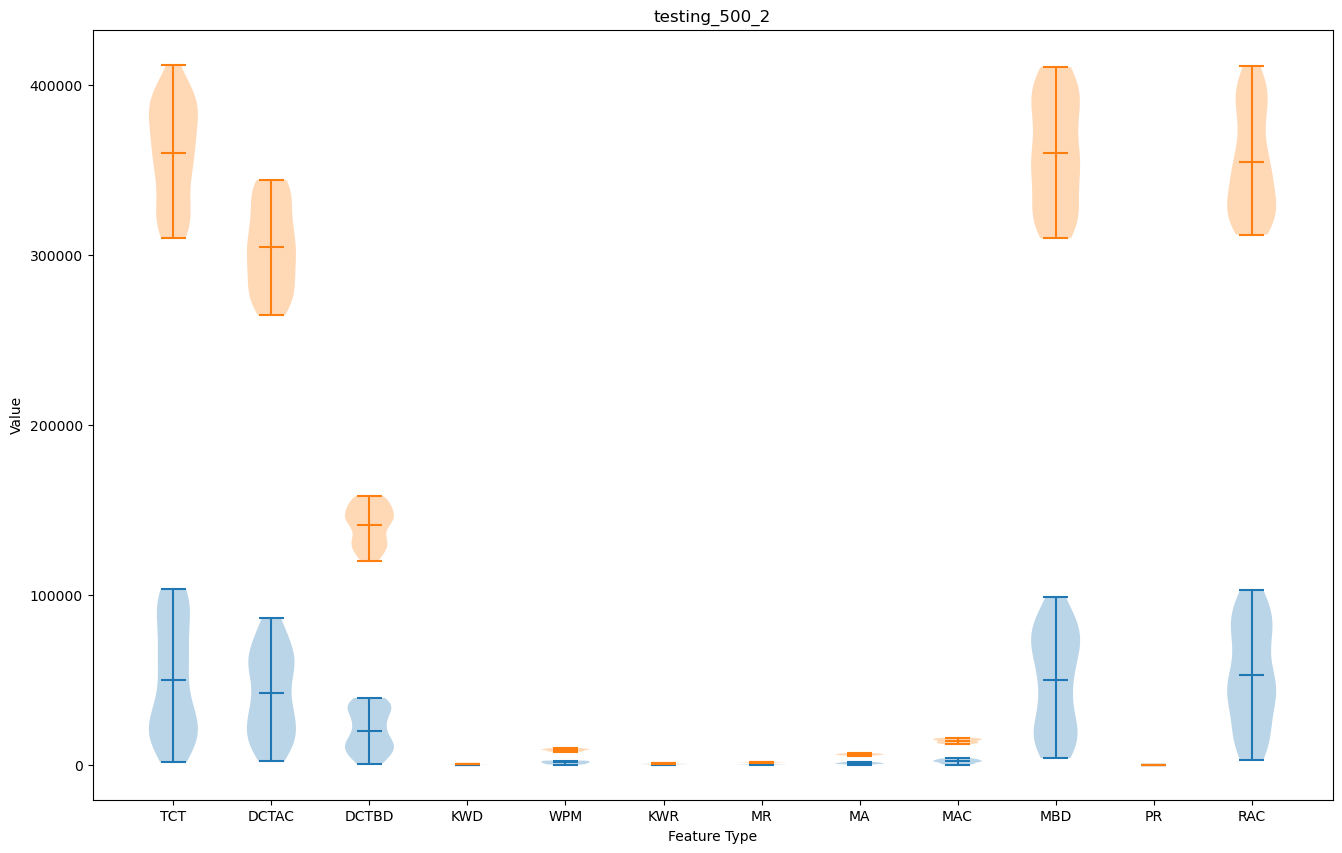 testing_500_2
Value
400000
300000
200000
100000
0
TCT DCTAC DCTBD KWD WPM KWR MR MA MAC MBD PR RAC
Feature Type